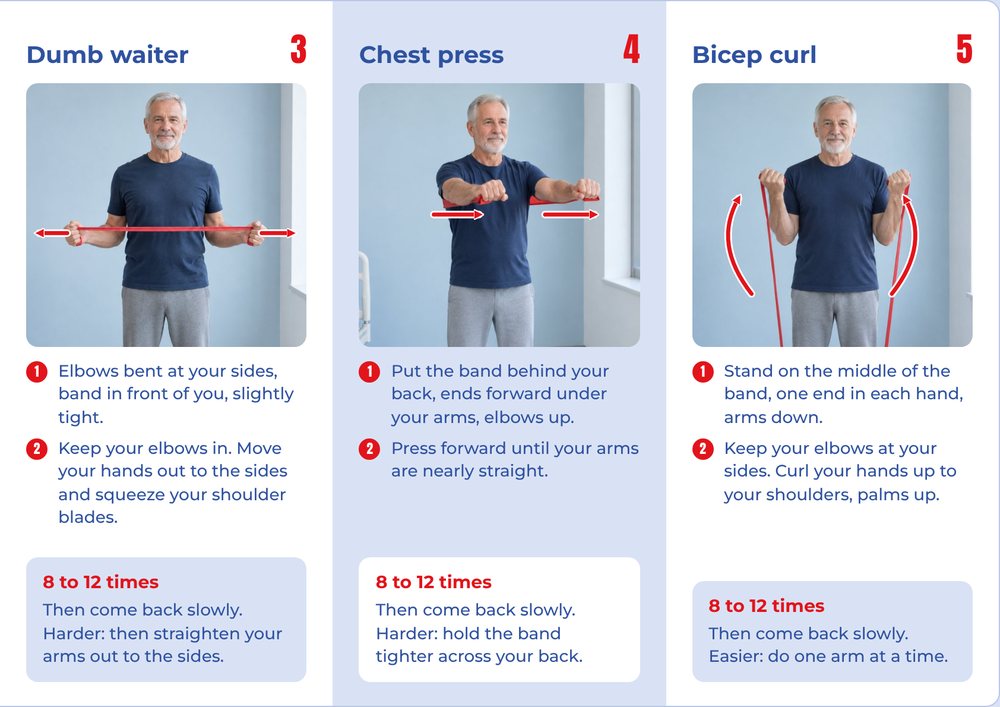 Dumb waiter
3
Elbows bent at your sides,
band in front of you, slightly
tight.
1
2
Keep your elbows in. Move
your hands out to the sides
and squeeze your shoulder
blades.
8 to 12 times
Then come back slowly.
Harder: then straighten your
arms out to the sides.
Chest press
4
1
Put the band behind your
back, ends forward under
your arms, elbows up.
2
Press forward until your arms
are nearly straight.
8 to 12 times
Then come back slowly.
Harder: hold the band
tighter across your back.
Bicep curl
5
1
Stand on the middle of the
band, one end in each hand,
arms down.
2
Keep your elbows at your
sides. Curl your hands up to
your shoulders, palms up.
8 to 12 times
Then come back slowly.
Easier: do one arm at a time.